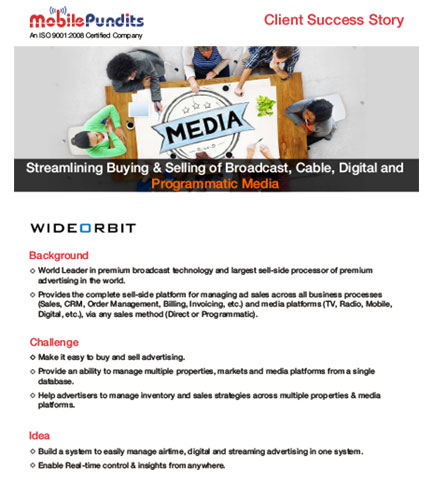 MobilePundits
Client Success Story
An ISO 9001:2008 Certified Company
MEDIA
Streamlining Buying & Selling of Broadcast, Cable, Digital and
Programmatic Media
WIDEORBIT
Background
◇ World Leader in premium broadcast technology and largest sell-side processor of premium
advertising in the world.
◇ Provides the complete sell-side platform for managing ad sales across all business processes
(Sales, CRM, Order Management, Billing, Invoicing, etc.) and media platforms (TV, Radio, Mobile,
Digital, etc.), via any sales method (Direct or Programmatic).
Challenge
◇ Make it easy to buy and sell advertising.
◇ Provide an ability to manage multiple properties, markets and media platforms from a single
database.
◇ Help advertisers to manage inventory and sales strategies across multiple properties & media
platforms.
Idea
◇ Build a system to easily manage airtime, digital and streaming advertising in one system.
◇ Enable Real-time control & insights from anywhere.